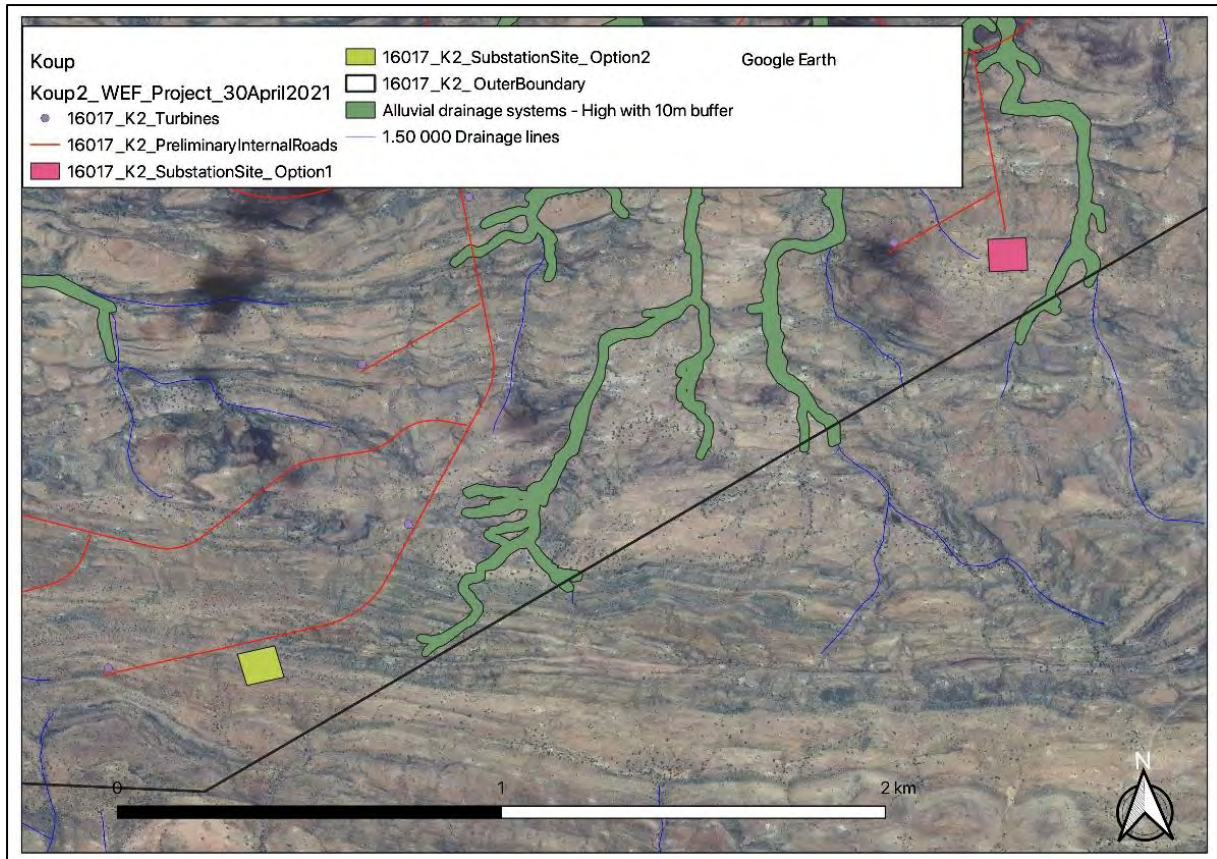 Koup
Koup2_WEF_Project_30April2021
16017_K2_Turbines
16017_K2_PreliminaryInternalRoads
16017_K2_SubstationSite_Option1
16017_K2_SubstationSite_Option2
16017_K2_OuterBoundary
Alluvial drainage systems - High with 10m buffer
1.50 000 Drainage lines
Google Earth
N
0 1 2 km